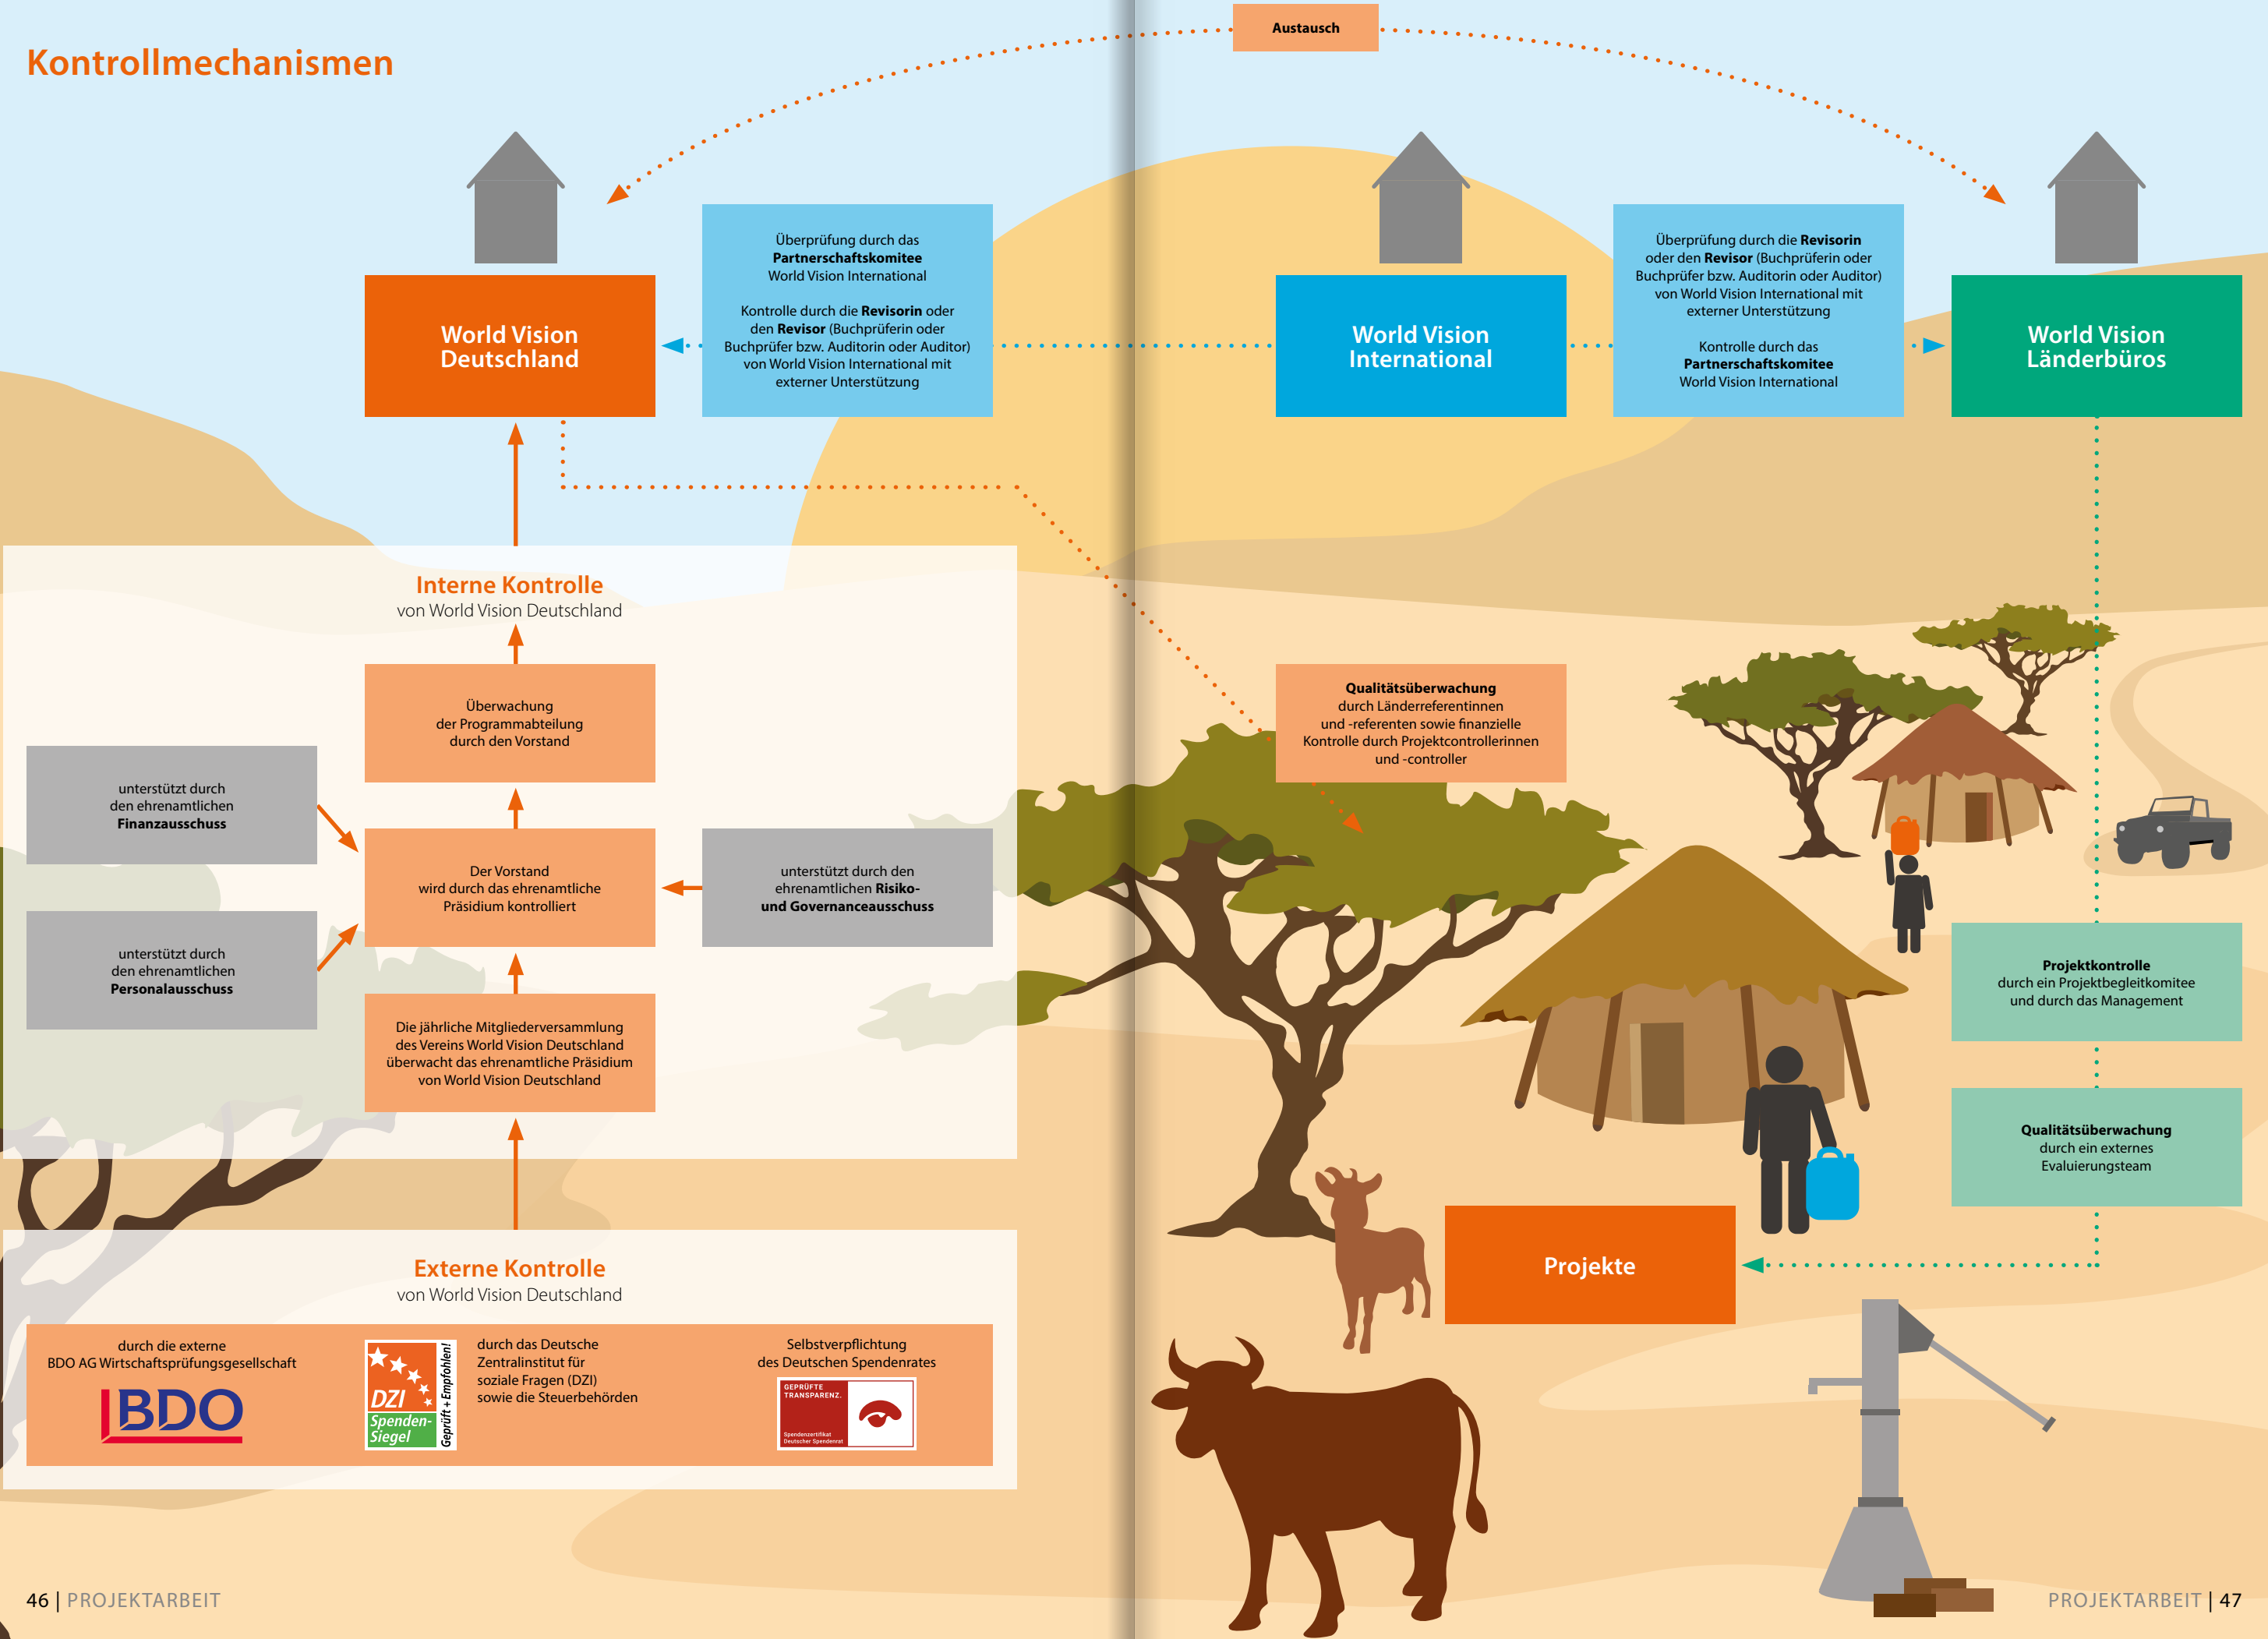 Kontrollmechanismen
Austausch
World Vision
Deutschland
Überprüfung durch das
Partnerschaftskomitee
World Vision International
Kontrolle durch die Revisorin oder
den Revisor (Buchprüferin oder
Buchprüfer bzw. Auditorin oder Auditor)
von World Vision International mit
externer Unterstützung
World Vision
International
Überprüfung durch die Revisorin
oder den Revisor (Buchprüferin oder
Buchprüfer bzw. Auditorin oder Auditor)
von World Vision International mit
externer Unterstützung
Kontrolle durch das
Partnerschaftskomitee
World Vision International
World Vision
Länderbüros
Interne Kontrolle
von World Vision Deutschland
Überwachung
der Programmabteilung
durch den Vorstand
unterstützt durch
den ehrenamtlichen
Finanzausschuss
Der Vorstand
wird durch das ehrenamtliche
Präsidium kontrolliert
unterstützt durch den
ehrenamtlichen Risiko-
und Governanceausschuss
unterstützt durch
den ehrenamtlichen
Personalausschuss
Die jährliche Mitgliederversammlung
des Vereins World Vision Deutschland
überwacht das ehrenamtliche Präsidium
von World Vision Deutschland
Externe Kontrolle
von World Vision Deutschland
durch die externe
BDO AG Wirtschaftsprüfungsgesellschaft
BDO
DZI
Spenden-
Siegel
Geprüft + Empfohlen!
durch das Deutsche
Zentralinstitut für
soziale Fragen (DZI)
sowie die Steuerbehörden
Selbstverpflichtung
des Deutschen Spendenrates
GEPRÜFTE
TRANSPARENZ.
Spendenzertifikat
Deutscher Spendenrat
Qualitätsüberwachung
durch Länderreferentinnen
und -referenten sowie finanzielle
Kontrolle durch Projektcontrollerinnen
und -controller
Projektkontrolle
durch ein Projektbegleitkomitee
und durch das Management
Qualitätsüberwachung
durch ein externes
Evaluierungsteam
Projekte
46 | PROJEKTARBEIT
PROJEKTARBEIT | 47